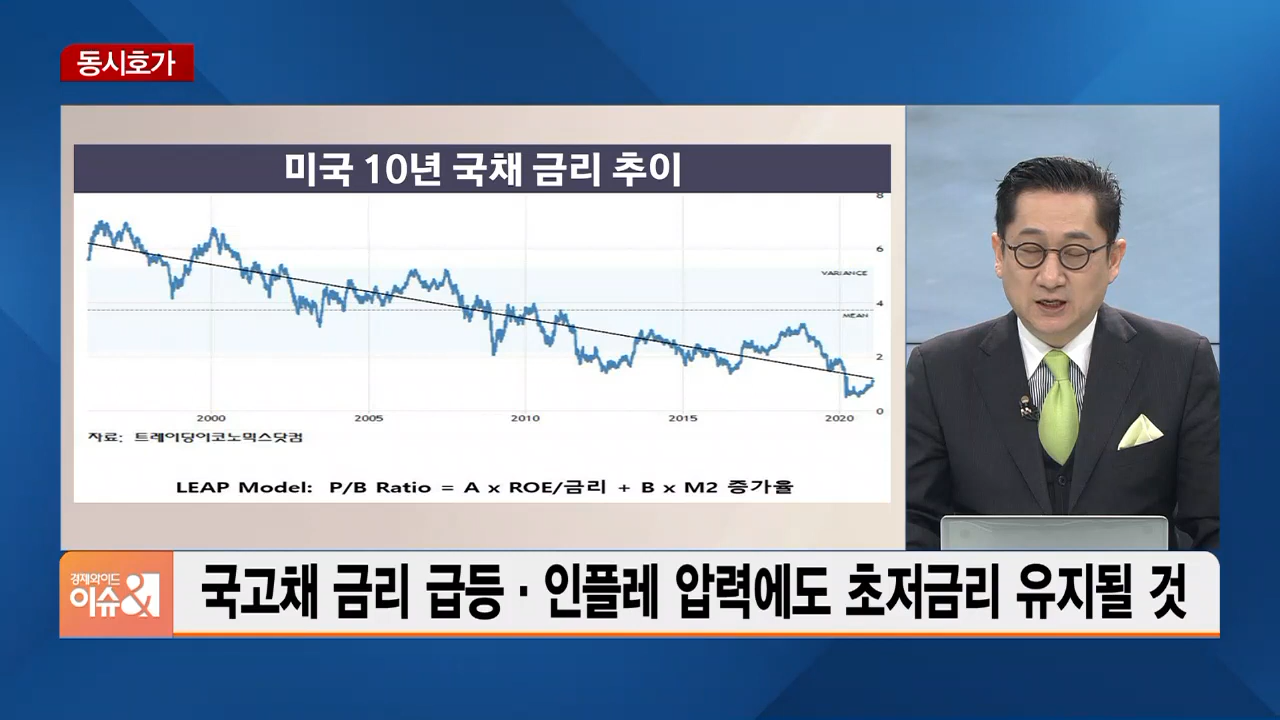 동시호가
미국 10년 국채 금리 추이
8
6
VARIANCE
4
MEAN
2
0
2000 2005 2010 2015 2020
자료: 트레이딩이코노믹스닷컴
LEAP Model: P/B Ratio = A x ROE/금리 + B x M2 증가율
경제와이드
이슈&
국고채 금리 급등·인플레 압력에도 초저금리 유지될 것